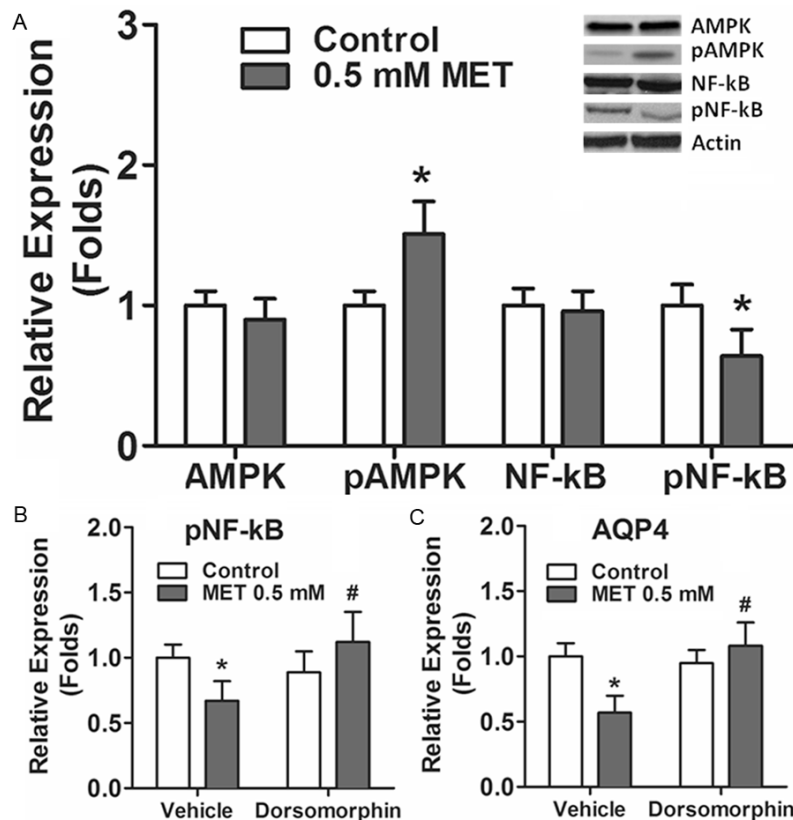 A
Relative Expression
(Folds)
3
2
1
0
Control
0.5 mM MET
AMPK
pAMPK
NF-kB
pNF-kB
Actin
*
*
AMPK
pAMPK
NF-kB
pNF-kB
B
pNF-kB
Relative Expression
(Folds)
2.0
1.5
1.0
0.5
0.0
Control
MET 0.5 mM
*
#
Vehicle
Dorsomorphin
C
AQP4
Relative Expression
(Folds)
2.0
1.5
1.0
0.5
0.0
Control
MET 0.5 mM
*
#
Vehicle
Dorsomorphin